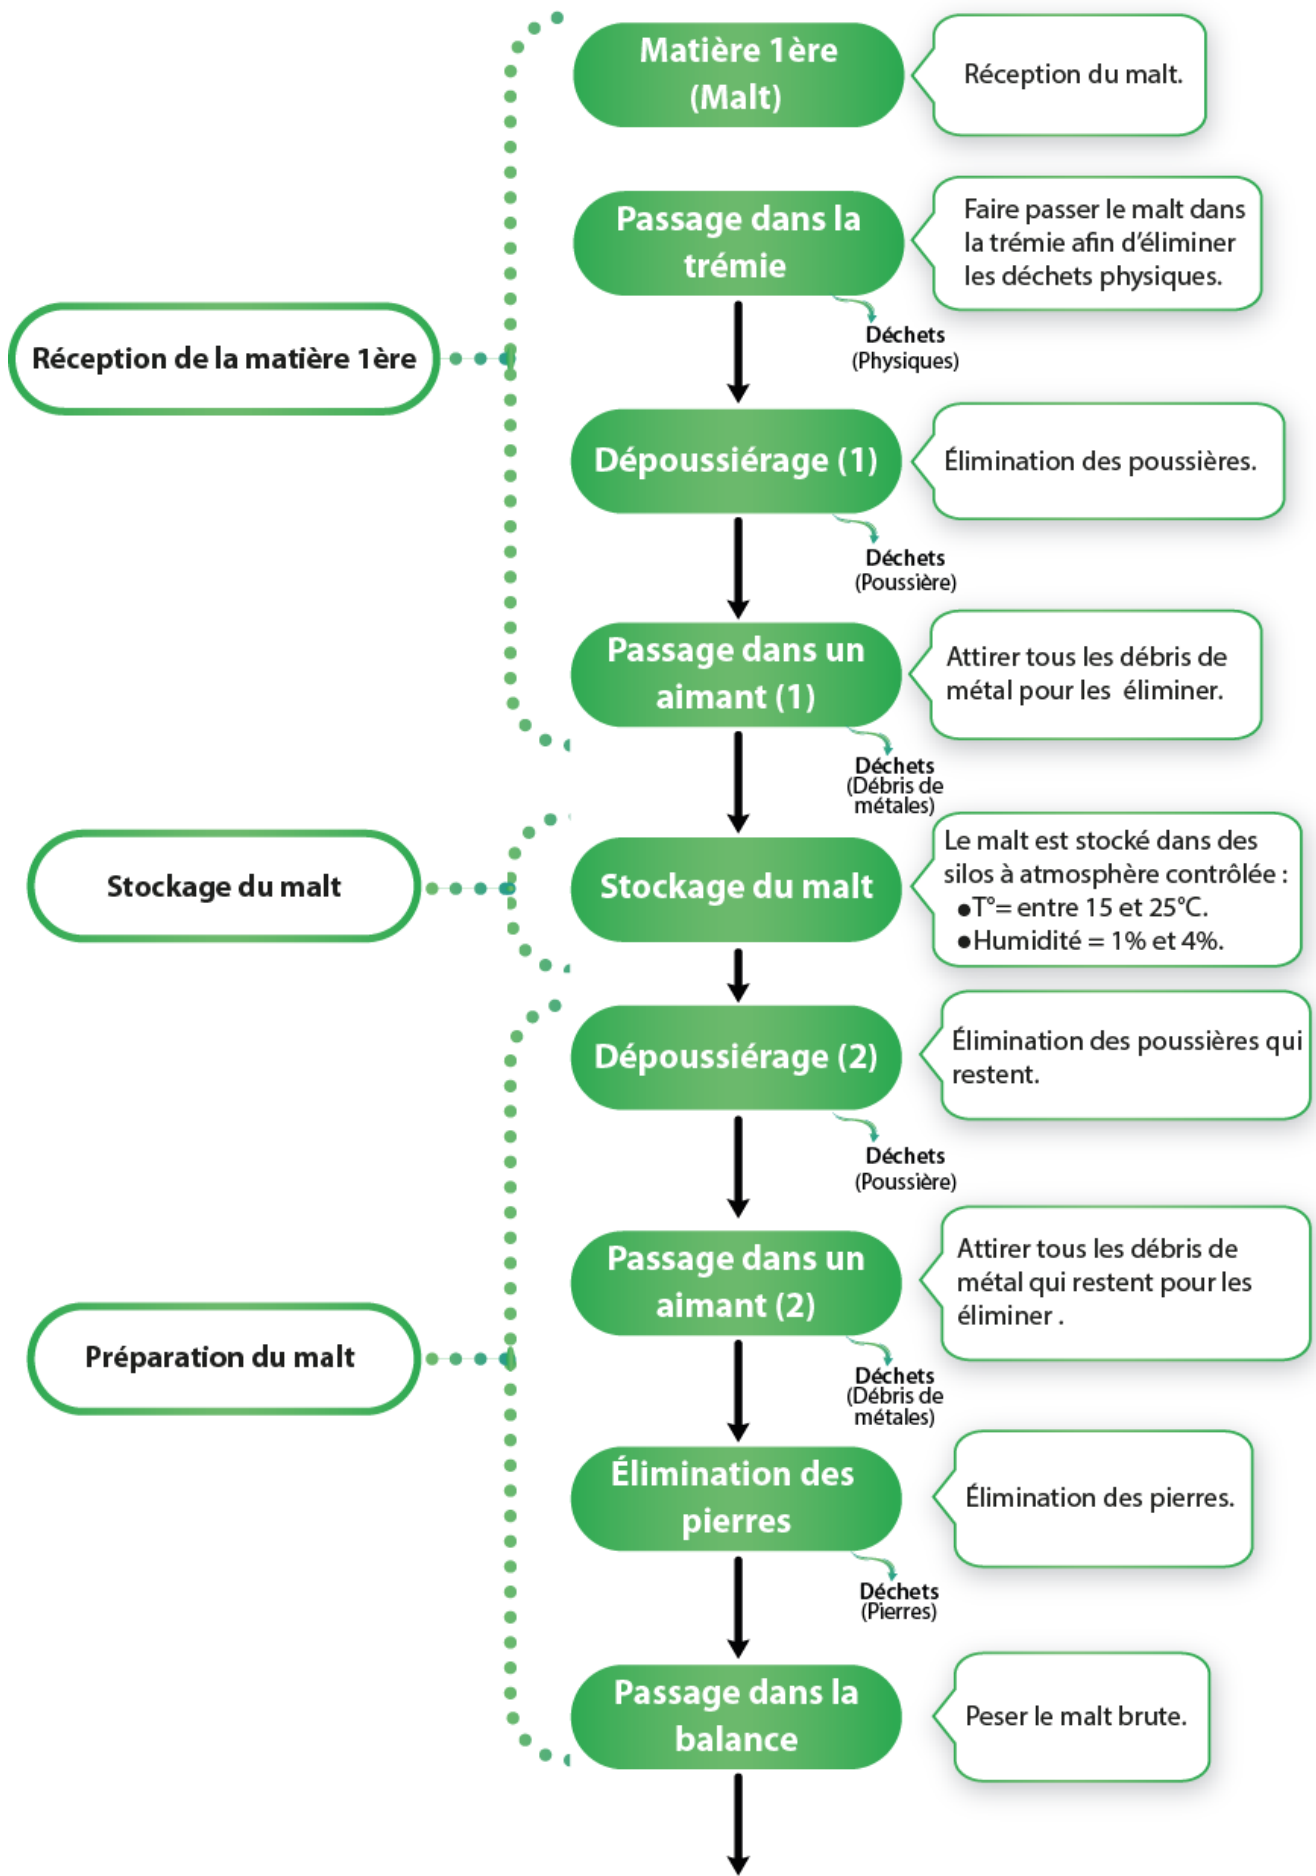 Matière 1ère
(Malt)
Réception du malt.
Passage dans la
trémie
Faire passer le malt dans
la trémie afin d'éliminer
les déchets physiques.
Déchets
(Physiques)
Réception de la matière 1ère
Dépoussiérage (1)
Élimination des poussières.
Déchets
(Poussière)
Passage dans un
aimant (1)
Attirer tous les débris de
métal pour les éliminer.
Déchets
(Débris de
métales)
Stockage du malt
Stockage du malt
Le malt est stocké dans des
silos à atmosphère contrôlée :
●T°= entre 15 et 25°C.
●Humidité = 1% et 4%.
Dépoussiérage (2)
Élimination des poussières qui
restent.
Déchets
(Poussière)
Passage dans un
aimant (2)
Attirer tous les débris de
métal qui restent pour les
éliminer .
Préparation du malt
Déchets
(Débris de
métales)
Élimination des
pierres
Élimination des pierres.
Déchets
(Pierres)
Passage dans la
balance
Peser le malt brute.